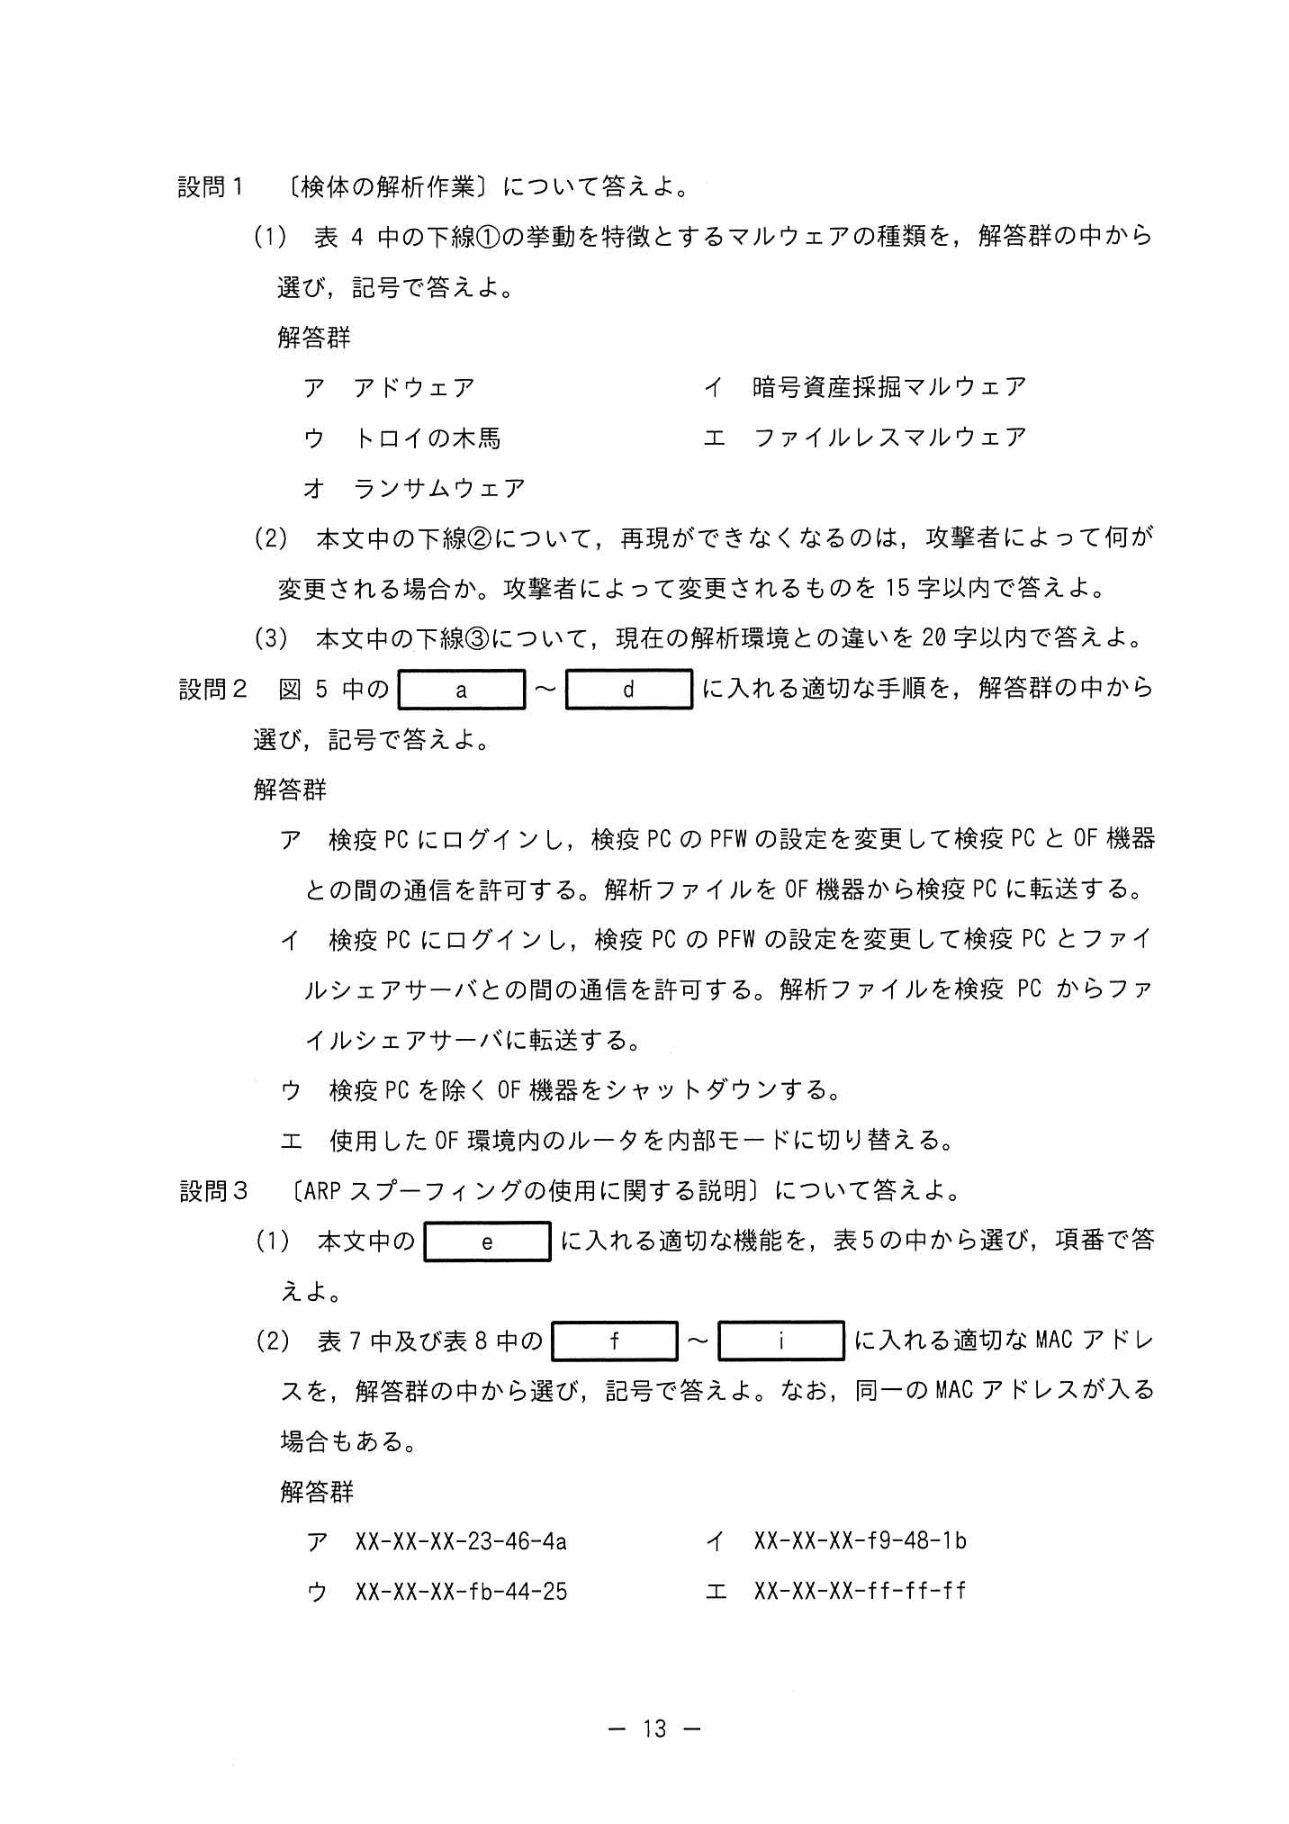 設問1 〔検体の解析作業〕について答えよ。
(1) 表 4 中の下線①の挙動を特徴とするマルウェアの種類を，解答群の中から
選び，記号で答えよ。
解答群
ア アドウェア イ 暗号資産採掘マルウェア
ウ トロイの木馬 エ ファイルレスマルウェア
オ ランサムウェア
(2) 本文中の下線②について，再現ができなくなるのは，攻撃者によって何が
変更される場合か。攻撃者によって変更されるものを 15 字以内で答えよ。
(3) 本文中の下線③について，現在の解析環境との違いを 20 字以内で答えよ。
設問2 図 5 中の a ～ d に入れる適切な手順を，解答群の中から
選び，記号で答えよ。
解答群
ア 検疫 PC にログインし，検疫 PC の PFW の設定を変更して検疫 PC と OF 機器
との間の通信を許可する。解析ファイルを OF 機器から検疫 PC に転送する。
イ 検疫 PC にログインし，検疫 PC の PFW の設定を変更して検疫 PC とファイ
ルシェアサーバとの間の通信を許可する。解析ファイルを検疫 PC からファ
イルシェアサーバに転送する。
ウ 検疫 PC を除く OF 機器をシャットダウンする。
エ 使用した OF 環境内のルータを内部モードに切り替える。
設問3 〔ARP スプーフィングの使用に関する説明〕について答えよ。
(1) 本文中の e に入れる適切な機能を，表5の中から選び，項番で答
えよ。
(2) 表 7 中及び表 8 中の f ～ i に入れる適切な MAC アドレ
スを，解答群の中から選び，記号で答えよ。なお，同一の MAC アドレスが入る
場合もある。
解答群
ア XX-XX-XX-23-46-4a イ XX-XX-XX-f9-48-1b
ウ XX-XX-XX-fb-44-25 エ XX-XX-XX-ff-ff-ff
－ 13 －